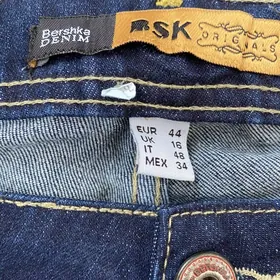 Bershka
DENIM
BSK
ORIGINALS
EUR 44
UK 16
IT 48
MEX 34